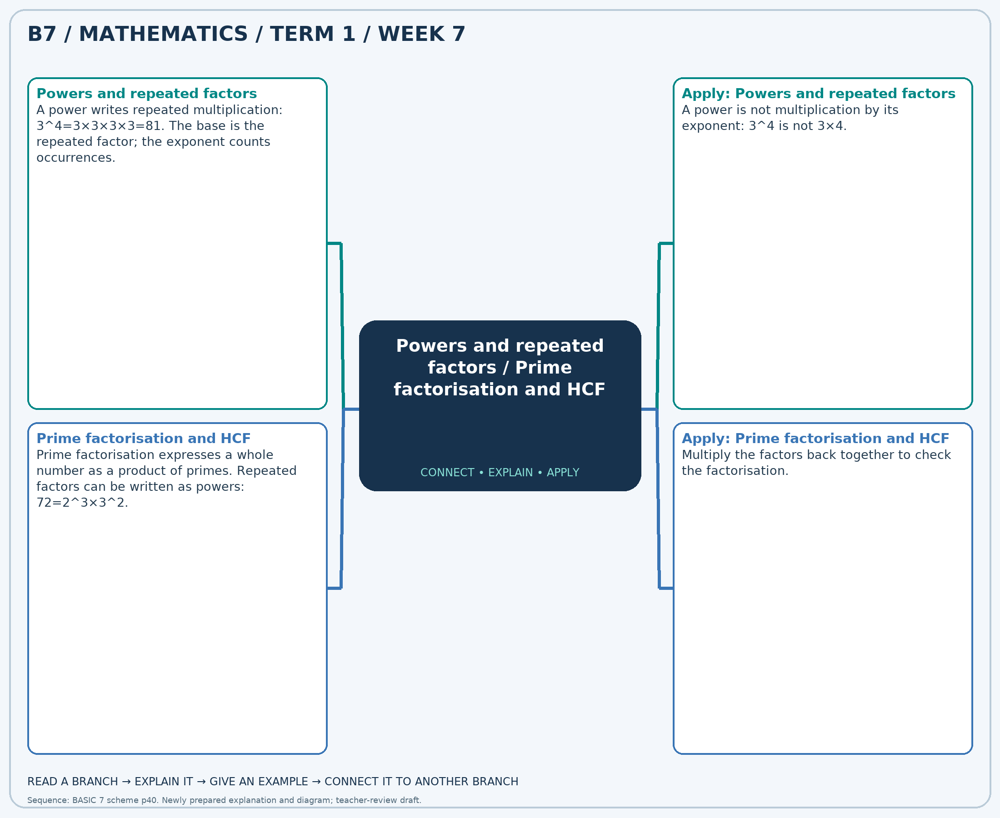 B7 / MATHEMATICS / TERM 1 / WEEK 7
Powers and repeated factors
A power writes repeated multiplication:
3^4=3×3×3×3=81. The base is the
repeated factor; the exponent counts
occurrences.
Apply: Powers and repeated factors
A power is not multiplication by its
exponent: 3^4 is not 3×4.
Powers and repeated
factors / Prime
factorisation and HCF
CONNECT • EXPLAIN • APPLY
Prime factorisation and HCF
Prime factorisation expresses a whole
number as a product of primes. Repeated
factors can be written as powers:
72=2^3×3^2.
Apply: Prime factorisation and HCF
Multiply the factors back together to check
the factorisation.
READ A BRANCH → EXPLAIN IT → GIVE AN EXAMPLE → CONNECT IT TO ANOTHER BRANCH
Sequence: BASIC 7 scheme p40. Newly prepared explanation and diagram; teacher-review draft.